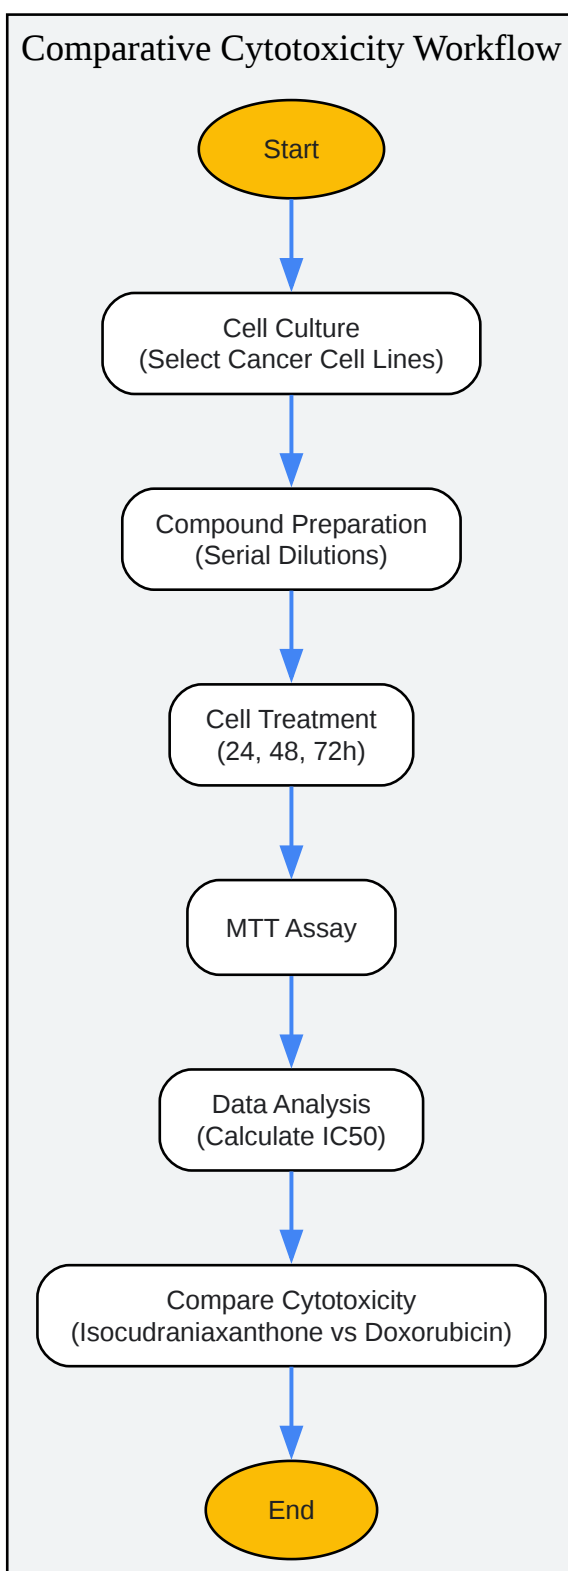 Comparative Cytotoxicity Workflow
Start
Cell Culture
(Select Cancer Cell Lines)
Compound Preparation
(Serial Dilutions)
Cell Treatment
(24, 48, 72h)
MTT Assay
Data Analysis
(Calculate IC50)
Compare Cytotoxicity
(Isocudraniaxanthone vs Doxorubicin)
End